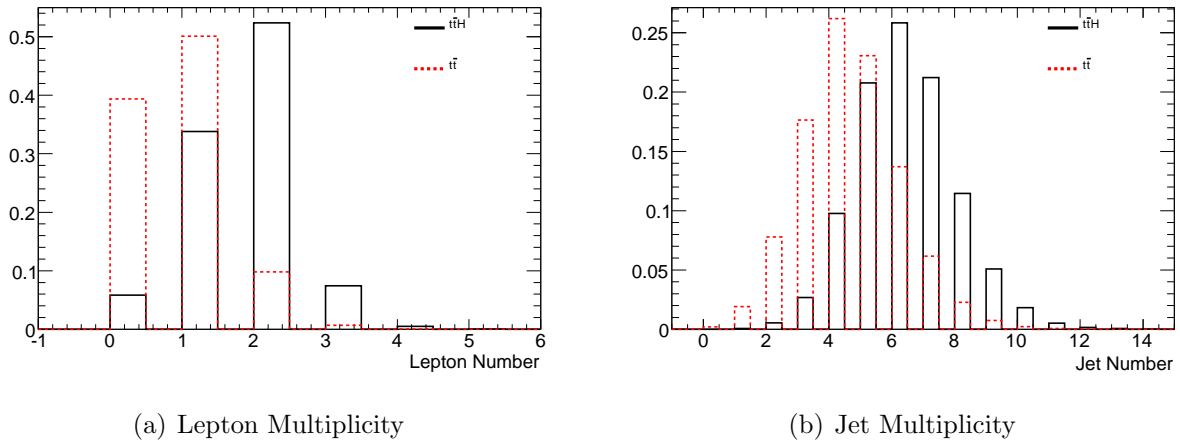 0.5
0.4
0.3
0.2
0.1
0
-1 0 1 2 3 4 5 6
Lepton Number
tt̄H
tt̄
(a) Lepton Multiplicity
0.25
0.2
0.15
0.1
0.05
0
0 2 4 6 8 10 12 14
Jet Number
tt̄H
tt̄
(b) Jet Multiplicity